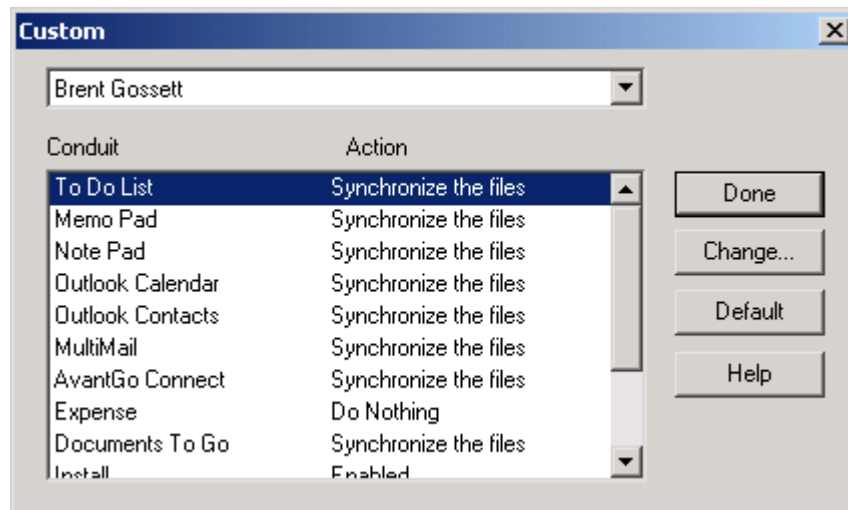 Custom
Brent Gossett
Conduit Action
To Do List Synchronize the files
Memo Pad Synchronize the files
Note Pad Synchronize the files
Outlook Calendar Synchronize the files
Outlook Contacts Synchronize the files
MultiMail Synchronize the files
AvantGo Connect Synchronize the files
Expense Do Nothing
Documents To Go Synchronize the files
Install Enabled
Done
Change...
Default
Help